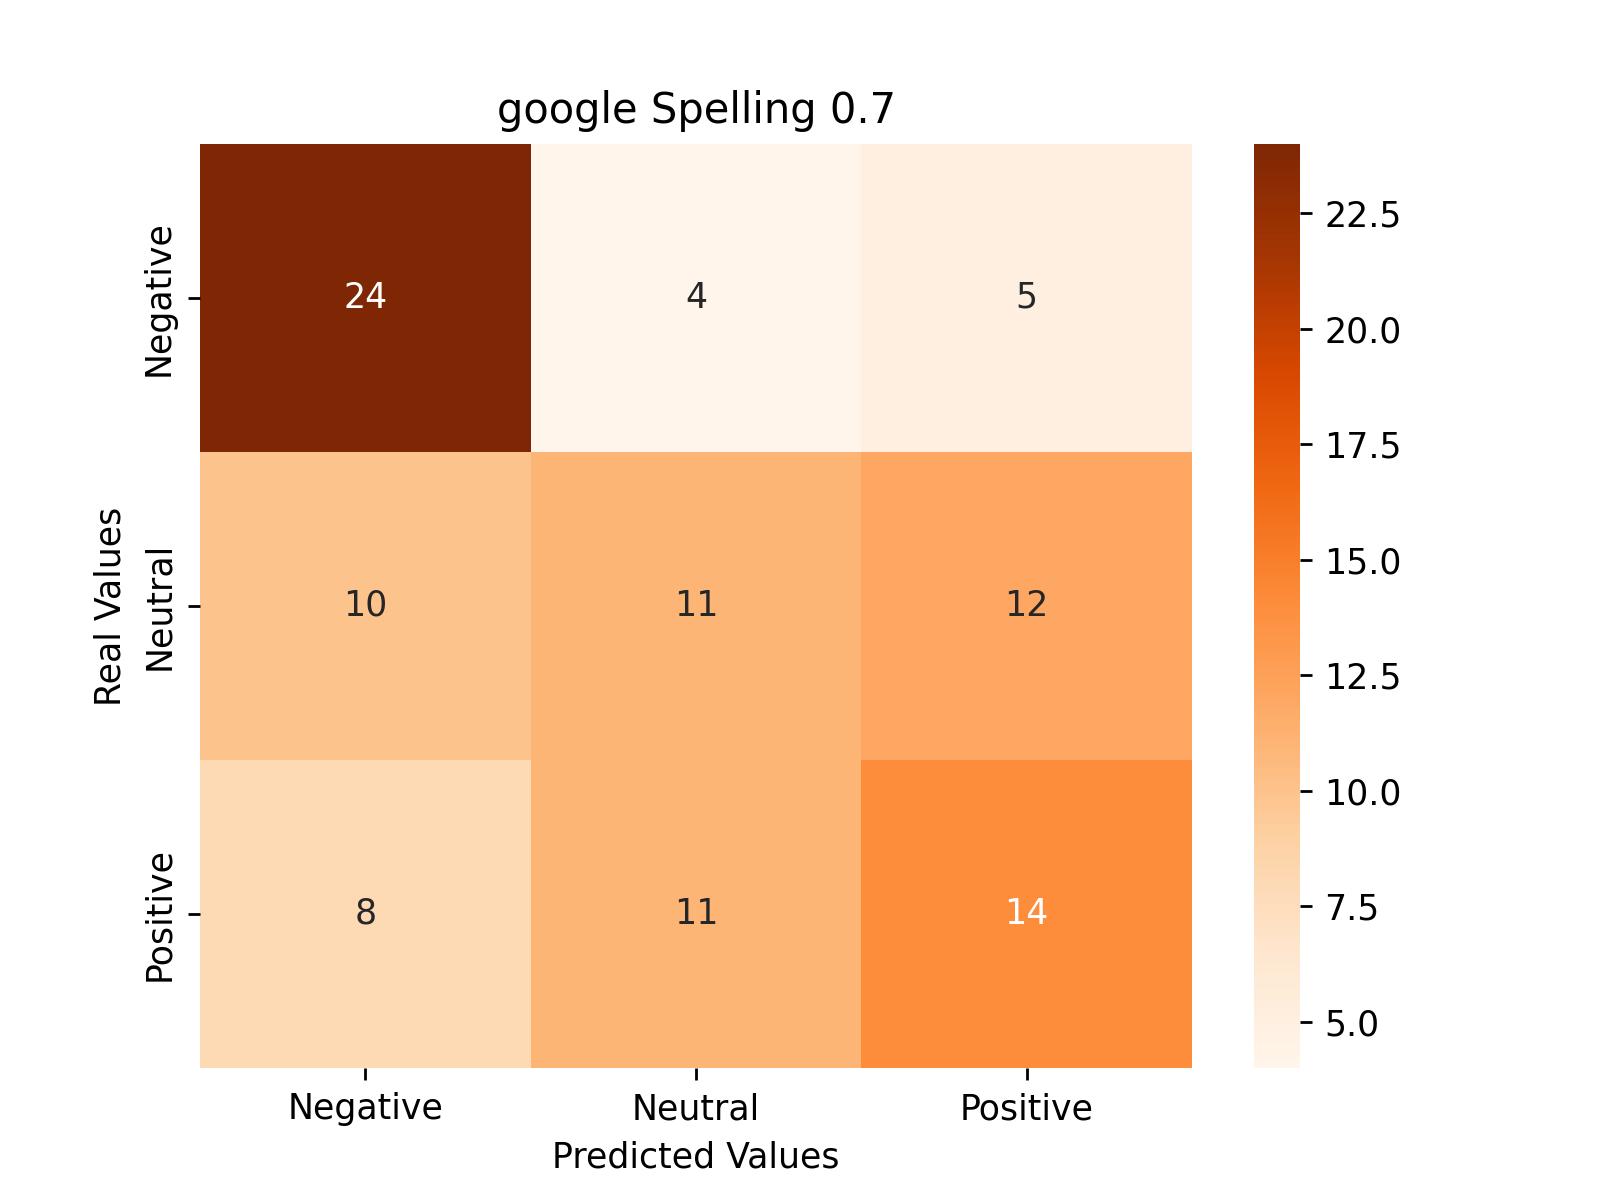 google Spelling 0.7
Real Values
Negative
24 4 5
Neutral
10 11 12
Positive
8 11 14
Negative Neutral Positive
Predicted Values
22.5
20.0
17.5
15.0
12.5
10.0
7.5
5.0